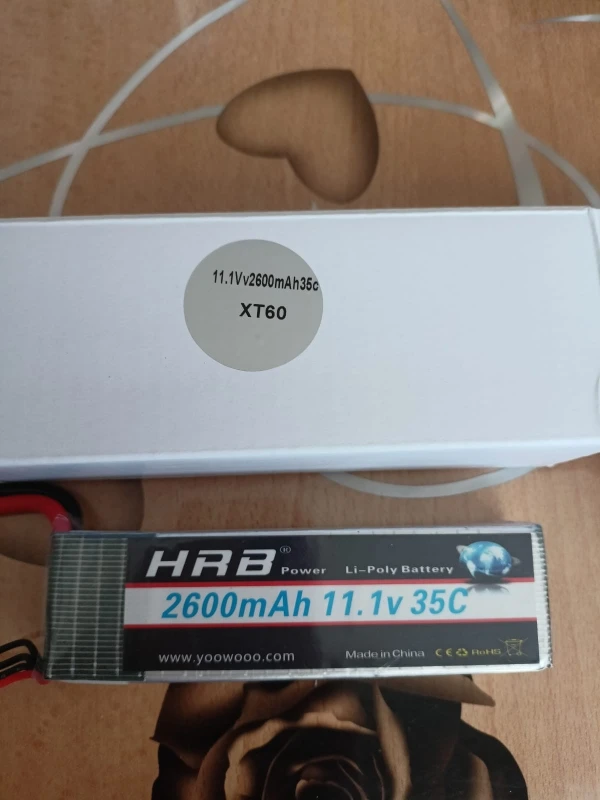 11.1Vv2600mAh35c
XT60
HRB® Power Li-Poly Battery
2600mAh 11.1v 35C
www.yoowooo.com Made in China CE RoHS